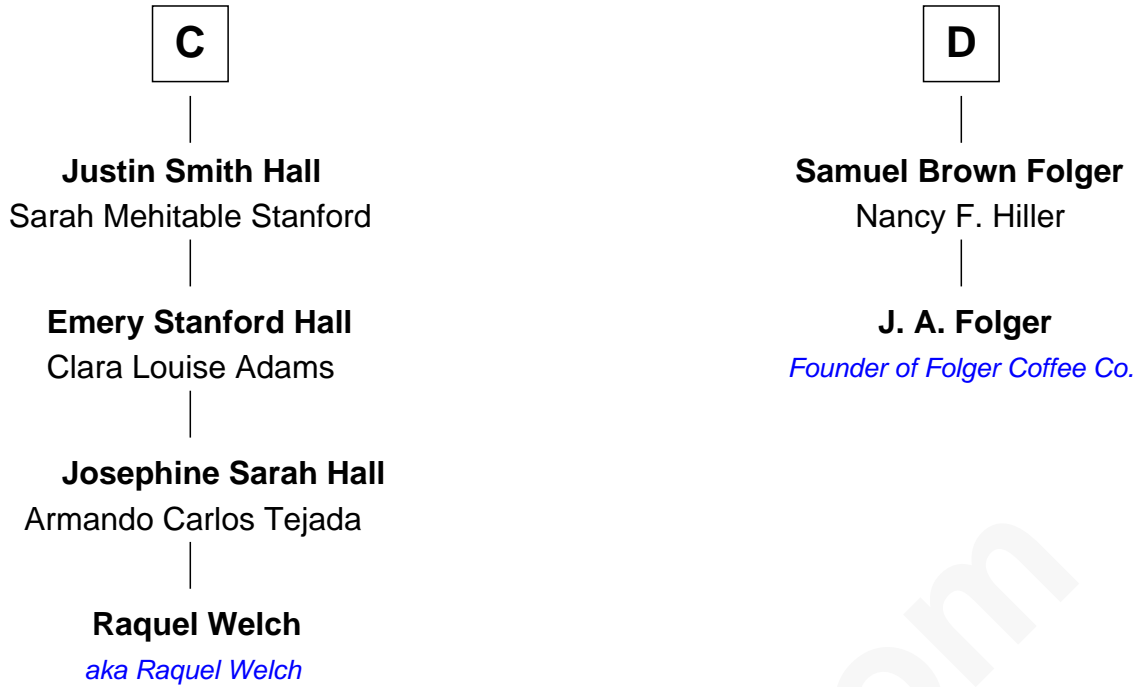 C
Justin Smith Hall
Sarah Mehitable Stanford
Emery Stanford Hall
Clara Louise Adams
Josephine Sarah Hall
Armando Carlos Tejada
Raquel Welch
aka Raquel Welch
D
Samuel Brown Folger
Nancy F. Hiller
J. A. Folger
Founder of Folger Coffee Co.
om